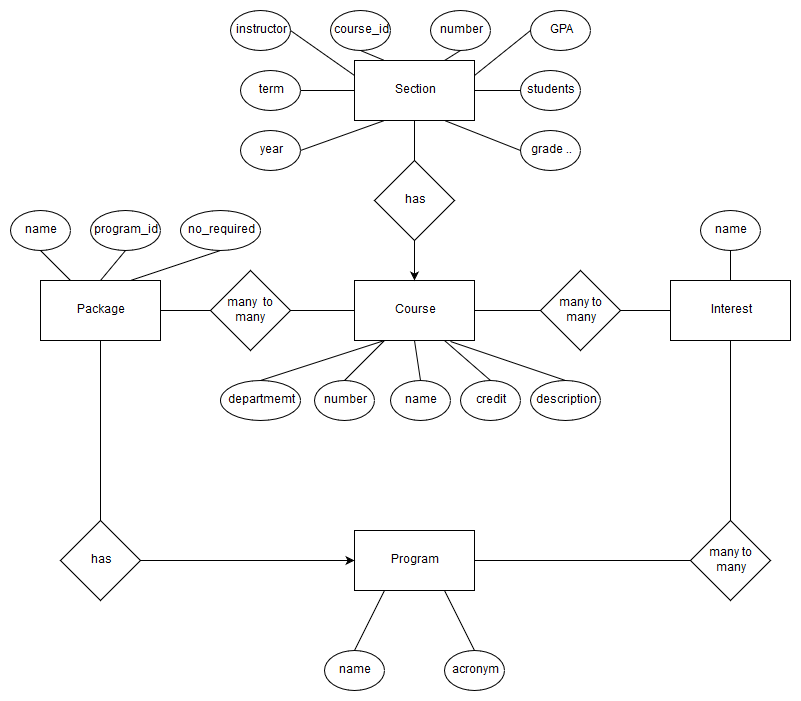 instructor
course_id
number
GPA
term
Section
students
year
grade ..
has
name
program_id
no_required
name
Package
many to
many
Course
many to
many
Interest
departmemt
number
name
credit
description
has
Program
many to
many
name
acronym